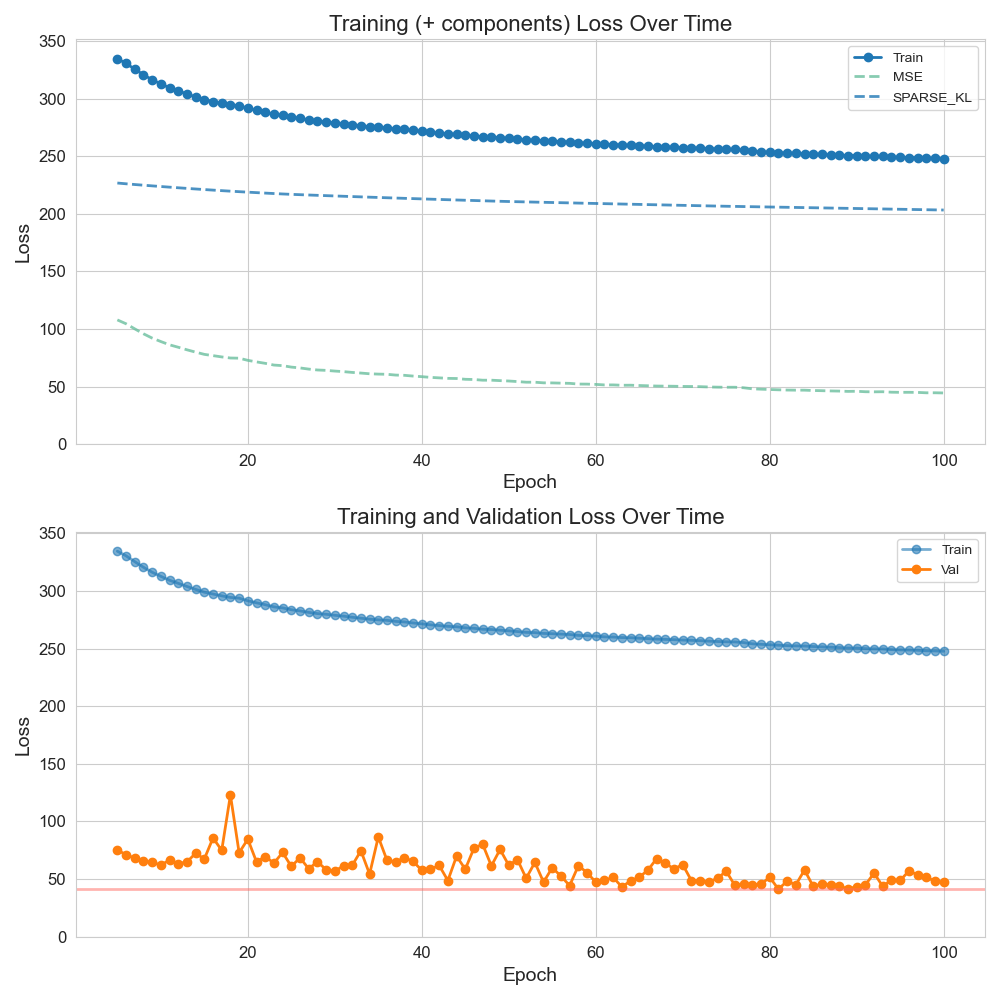 Training (+ components) Loss Over Time
350
300
250
200
150
100
50
0
Loss
Train
MSE
SPARSE_KL
20 40 60 80 100
Epoch
Training and Validation Loss Over Time
350
300
250
200
150
100
50
0
Loss
Train
Val
20 40 60 80 100
Epoch